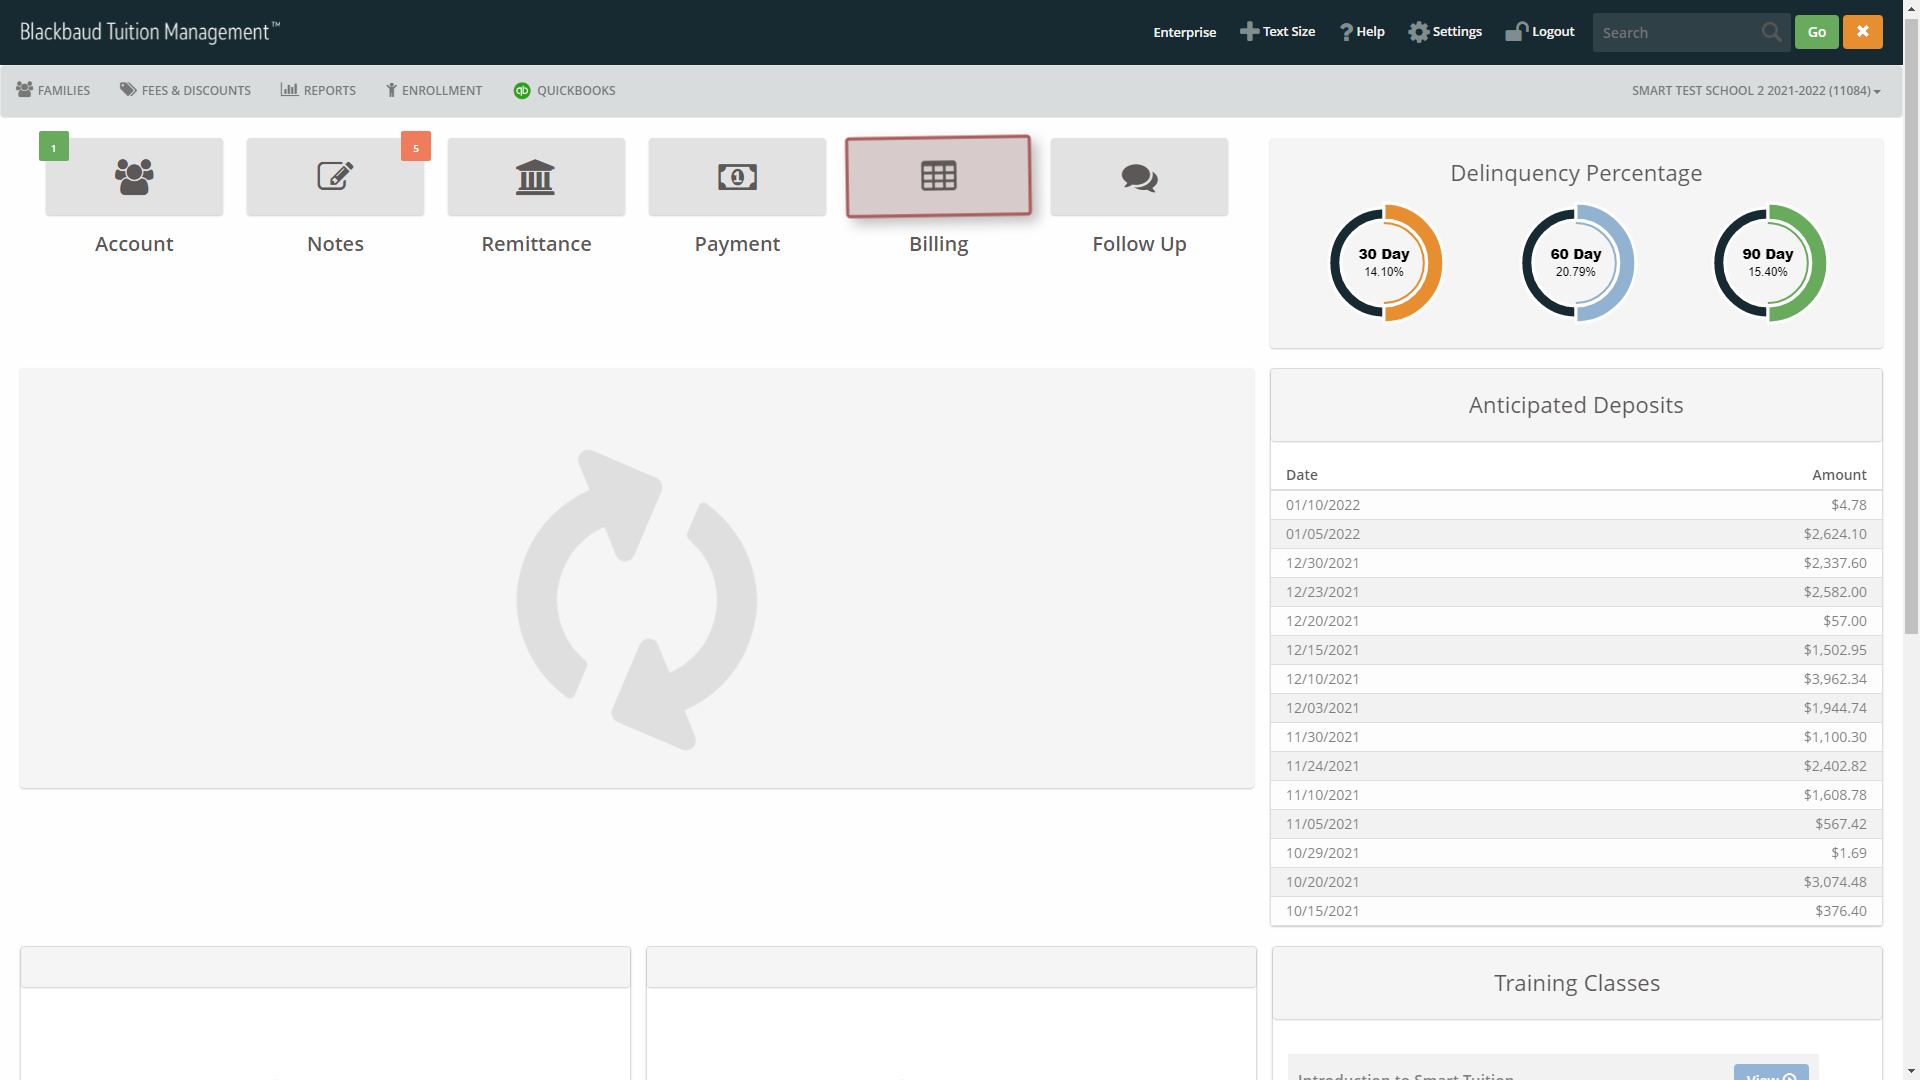 Blackbaud Tuition Management™
Enterprise
Text Size
Help
Settings
Logout
Search
Go
FAMILIES
FEES & DISCOUNTS
REPORTS
ENROLLMENT
qb QUICKBOOKS
SMART TEST SCHOOL 2 2021-2022 (11084)
1
5
1
Account
Notes
Remittance
Payment
Billing
Follow Up
Delinquency Percentage
30 Day
14.10%
60 Day
20.79%
90 Day
15.40%
Anticipated Deposits
Date Amount
01/10/2022 $4.78
01/05/2022 $2,624.10
12/30/2021 $2,337.60
12/23/2021 $2,582.00
12/20/2021 $57.00
12/15/2021 $1,502.95
12/10/2021 $3,962.34
12/03/2021 $1,944.74
11/30/2021 $1,100.30
11/24/2021 $2,402.82
11/10/2021 $1,608.78
11/05/2021 $567.42
10/29/2021 $1.69
10/20/2021 $3,074.48
10/15/2021 $376.40
Training Classes
Introduction to Smart Tuition
View